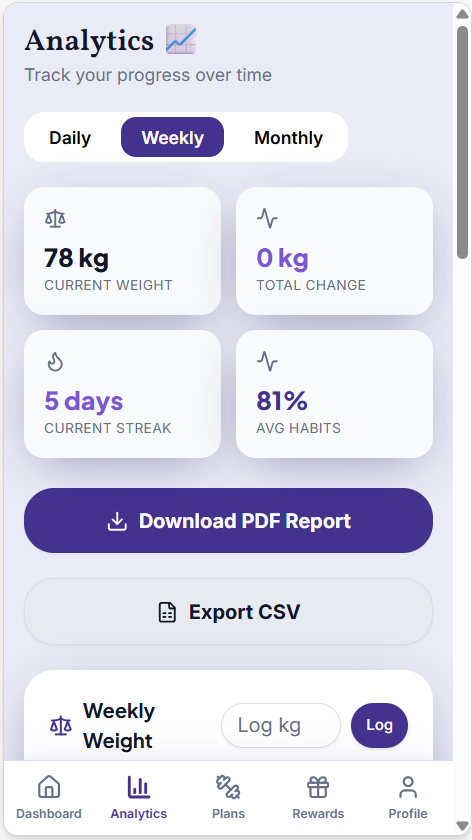 Analytics 📈
Track your progress over time
Daily Weekly Monthly
78 kg
CURRENT WEIGHT
0 kg
TOTAL CHANGE
5 days
CURRENT STREAK
81%
AVG HABITS
Download PDF Report
Export CSV
Weekly
Weight
Log kg
Log
Dashboard Analytics Plans Rewards Profile